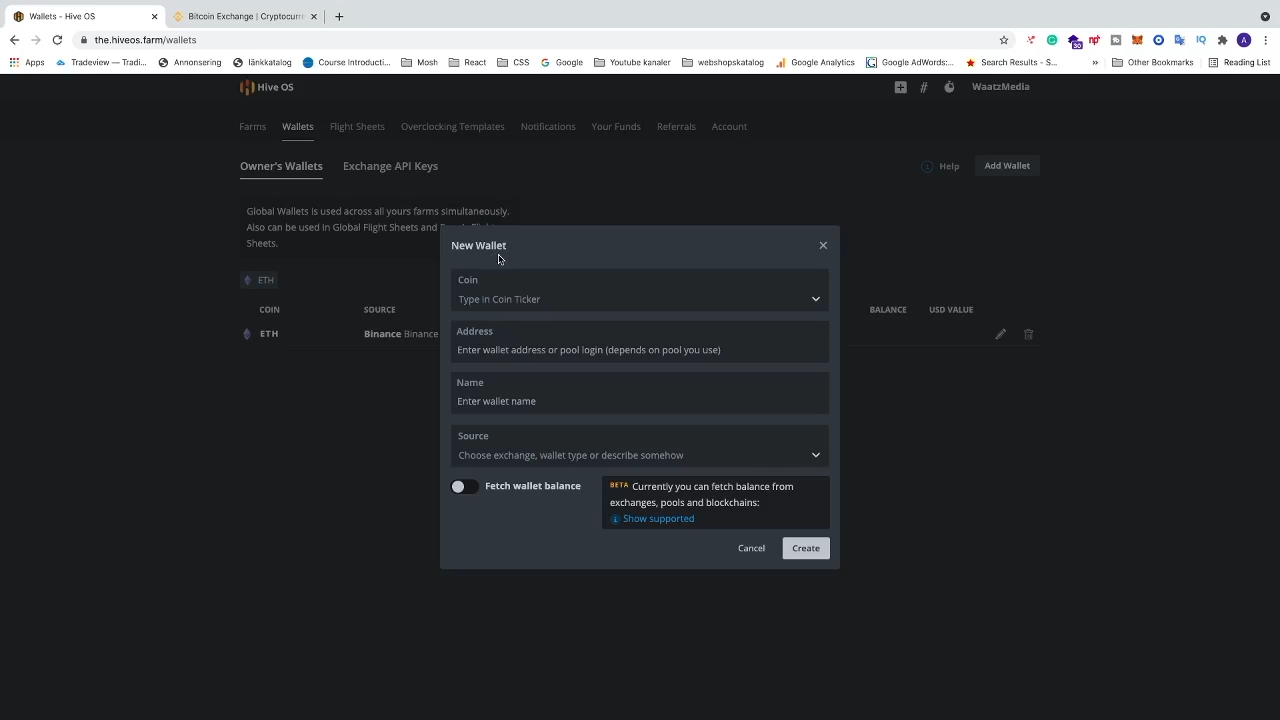 Wallets - Hive OS
Bitcoin Exchange | Cryptocurre
the.hiveos.farm/wallets
A
Apps
Tradeview — Tradi...
Annonsering
länkkatalog
Course Introducti...
Mosh
React
CSS
Google
Youtube kanaler
webshopskatalog
Google Analytics
Google AdWords:...
Search Results - S...
»
Other Bookmarks
Reading List
30
IQ
Hive OS
WaatzMedia
Farms
Wallets
Flight Sheets
Overclocking Templates
Notifications
Your Funds
Referrals
Account
Owner's Wallets
Exchange API Keys
Help
Add Wallet
Global Wallets is used across all yours farms simultaneously.
Also can be used in Global Flight Sheets and
Sheets.
ETH
COIN
SOURCE
BALANCE
USD VALUE
ETH
Binance Binance
New Wallet
Coin
Type in Coin Ticker
Address
Enter wallet address or pool login (depends on pool you use)
Name
Enter wallet name
Source
Choose exchange, wallet type or describe somehow
Fetch wallet balance
BETA Currently you can fetch balance from
exchanges, pools and blockchains:
Show supported
Cancel
Create